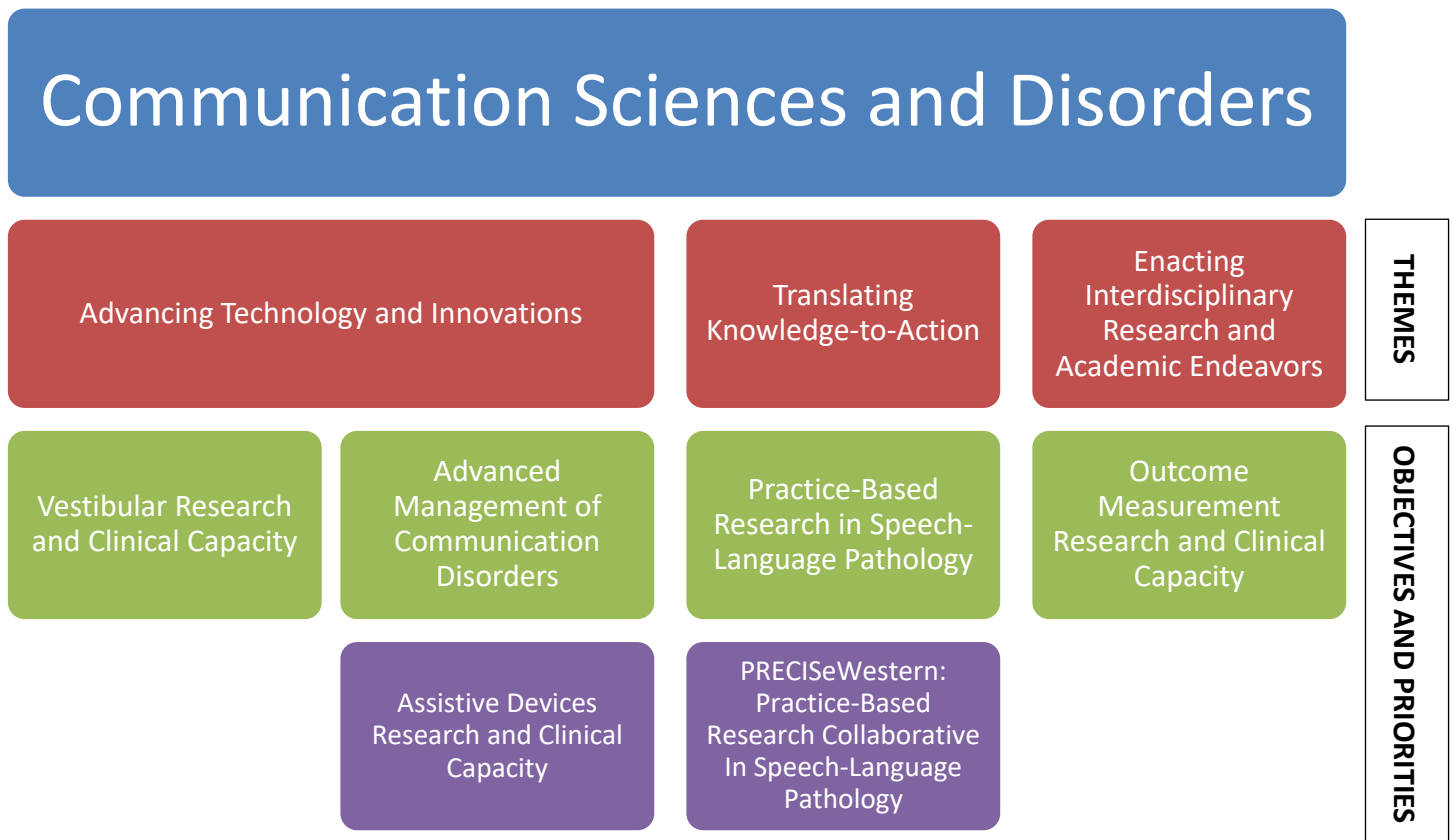 Communication Sciences and Disorders
Advancing Technology and Innovations
Translating
Knowledge-to-Action
Enacting
Interdisciplinary
Research and
Academic Endeavors
THEMES
Vestibular Research
and Clinical Capacity
Advanced
Management of
Communication
Disorders
Practice-Based
Research in Speech-
Language Pathology
Outcome
Measurement
Research and Clinical
Capacity
OBJECTIVES AND PRIORITIES
Assistive Devices
Research and Clinical
Capacity
PRECISeWestern:
Practice-Based
Research Collaborative
In Speech-Language
Pathology